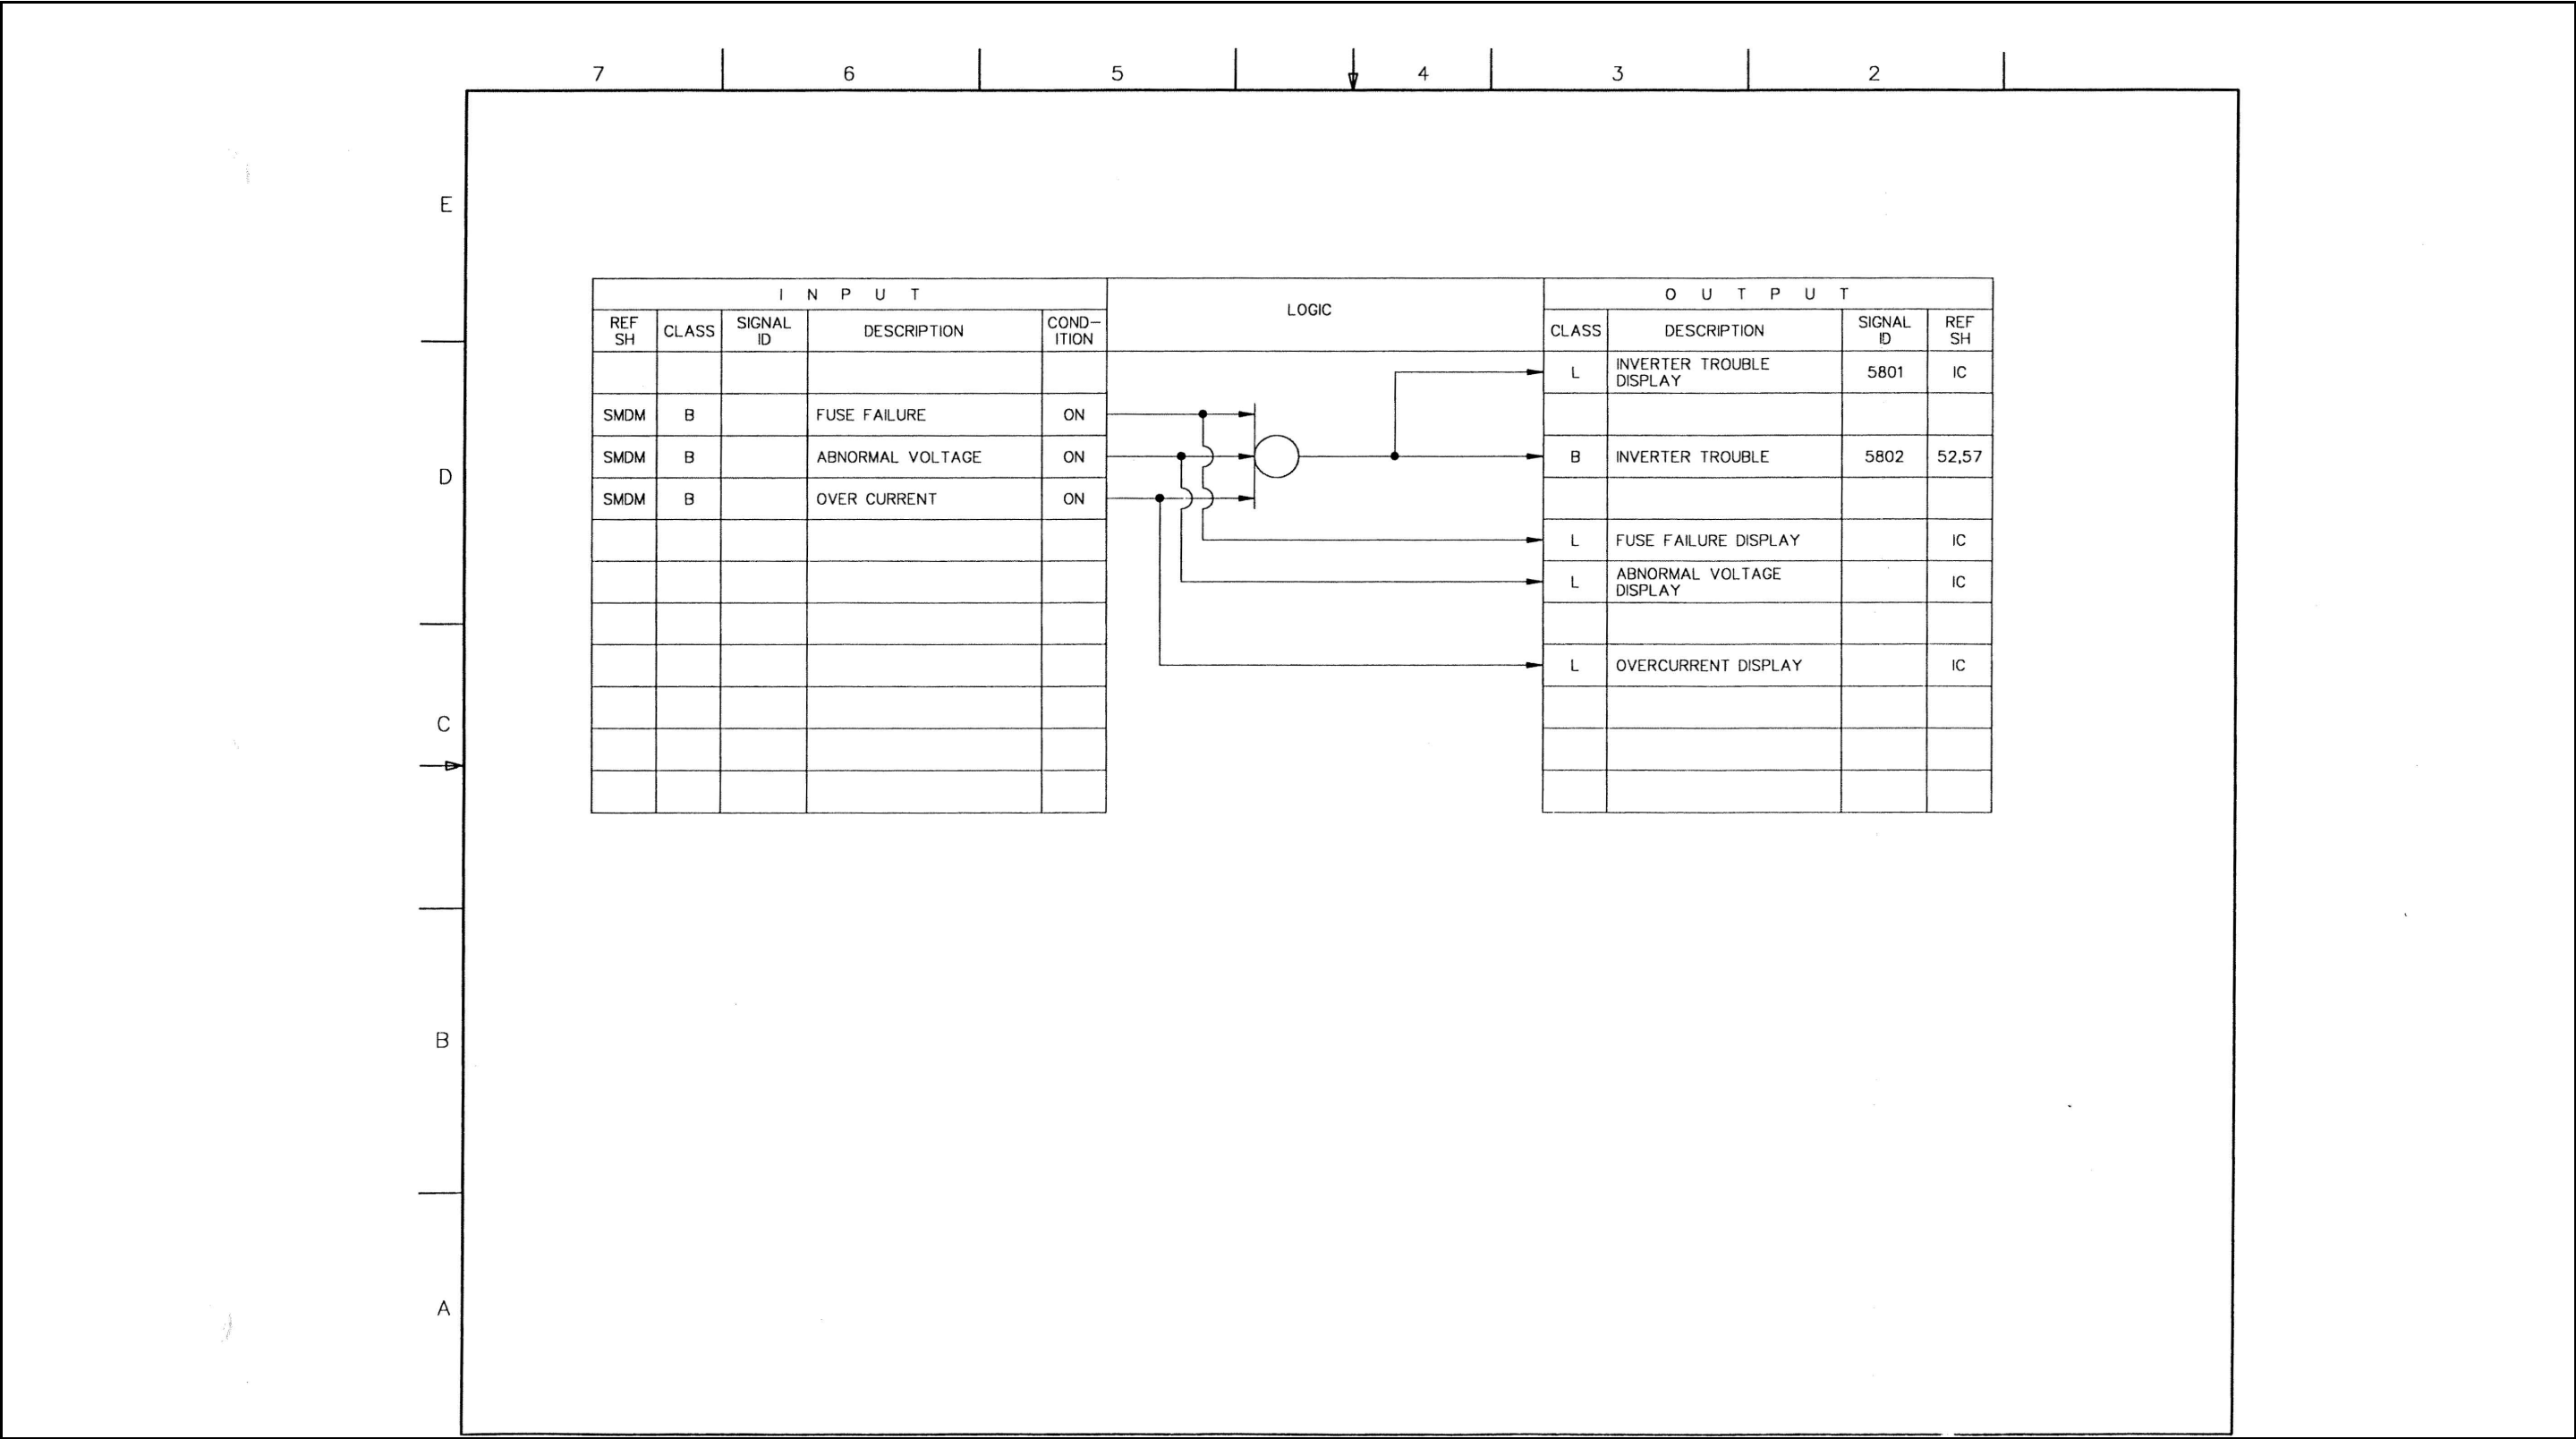 7 6 5 4 3 2
E
D
C
B
A
I N P U T
LOGIC
O U T P U T
REF
SH
CLASS
SIGNAL
ID
DESCRIPTION
COND-
ITION
CLASS
DESCRIPTION
SIGNAL
ID
REF
SH
L
INVERTER TROUBLE
DISPLAY
5801
IC
SMDM B FUSE FAILURE ON
SMDM B ABNORMAL VOLTAGE ON
B INVERTER TROUBLE 5802 52,57
SMDM B OVER CURRENT ON
L FUSE FAILURE DISPLAY IC
L
ABNORMAL VOLTAGE
DISPLAY
IC
L OVERCURRENT DISPLAY IC